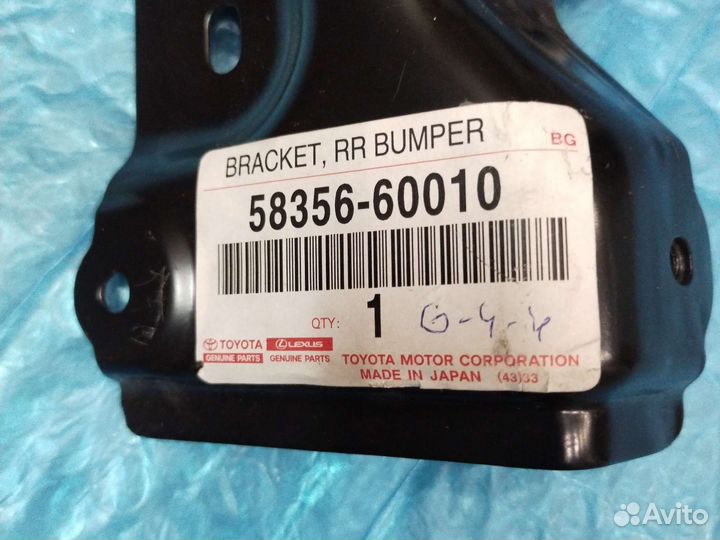 BRACKET, RR BUMPER
BG
58356-60010
QTY: 1 G-4-4
TOYOTA LEXUS
GENUINE PARTS GENUINE PARTS
TOYOTA MOTOR CORPORATION
MADE IN JAPAN (43)33
Avito